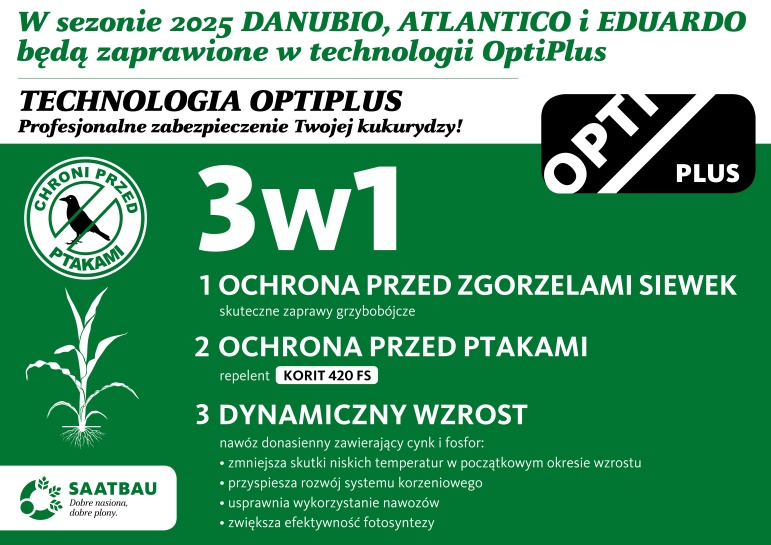 W sezonie 2025 DANUBIO, ATLANTICO i EDUARDO
będą zaprawione w technologii OptiPlus
TECHNOLOGIA OPTIPLUS
Profesjonalne zabezpieczenie Twojej kukurydzy!
OPTI
PLUS
CHRONI PRZED
PTAKAMI
3w1
1 OCHRONA PRZED ZGORZELAMI SIEWEK
skuteczne zaprawy grzybobójcze
2 OCHRONA PRZED PTAKAMI
repelent KORIT 420 FS
3 DYNAMICZNY WZROST
nawóz donasienny zawierający cynk i fosfor:
• zmniejsza skutki niskich temperatur w początkowym okresie wzrostu
• przyspiesza rozwój systemu korzeniowego
• usprawnia wykorzystanie nawozów
• zwiększa efektywność fotosyntezy
SAATBAU
Dobre nasiona,
dobre plony.